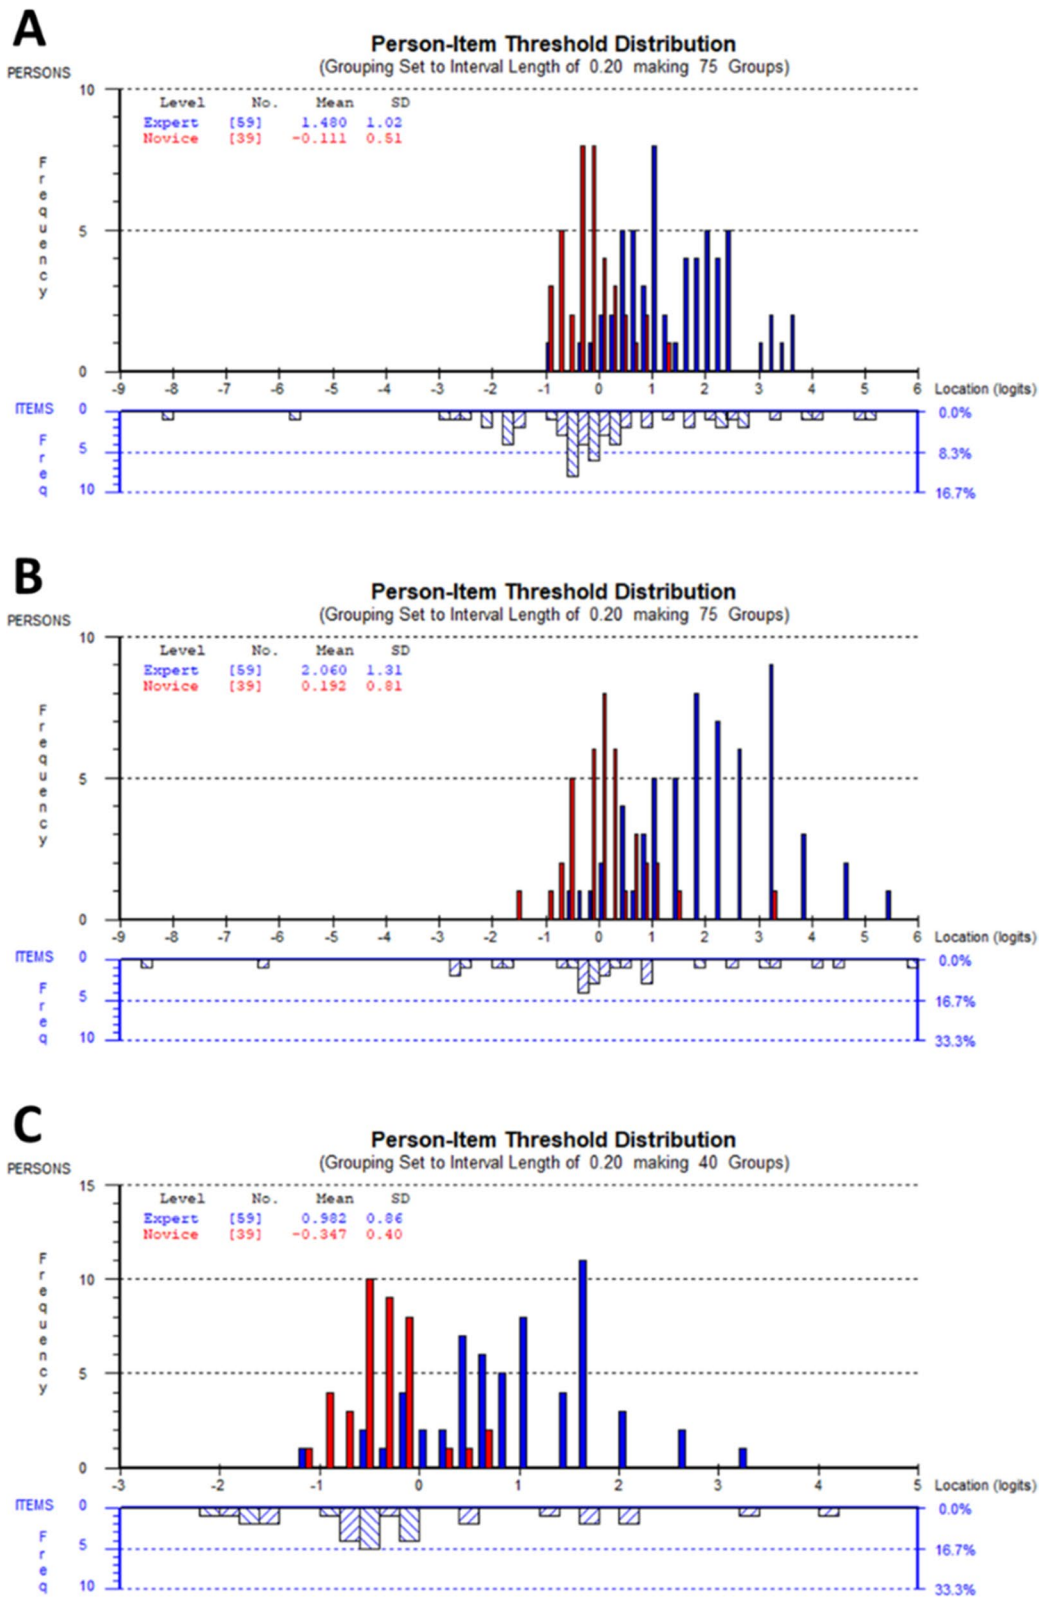 A
Person-Item Threshold Distribution
PERSONS
(Grouping Set to Interval Length of 0.20 making 75 Groups)
10
Level No. Mean SD
Expert [59] 1.480 1.02
Novice [39] -0.111 0.51
Frequency
5
0
-9 -8 -7 -6 -5 -4 -3 -2 -1 0 1 2 3 4 5 6 Location (logits)
ITEMS 0 0.0%
Freq
5 8.3%
10 16.7%
B
Person-Item Threshold Distribution
PERSONS
(Grouping Set to Interval Length of 0.20 making 75 Groups)
10
Level No. Mean SD
Expert [59] 2.060 1.31
Novice [39] 0.192 0.81
Frequency
5
0
-9 -8 -7 -6 -5 -4 -3 -2 -1 0 1 2 3 4 5 6 Location (logits)
ITEMS 0 0.0%
Freq
5 16.7%
10 33.3%
C
Person-Item Threshold Distribution
PERSONS
(Grouping Set to Interval Length of 0.20 making 40 Groups)
15
Level No. Mean SD
Expert [59] 0.982 0.86
Novice [39] -0.347 0.40
Frequency
10
5
0
-3 -2 -1 0 1 2 3 4 5 Location (logits)
ITEMS 0 0.0%
Freq
5 16.7%
10 33.3%